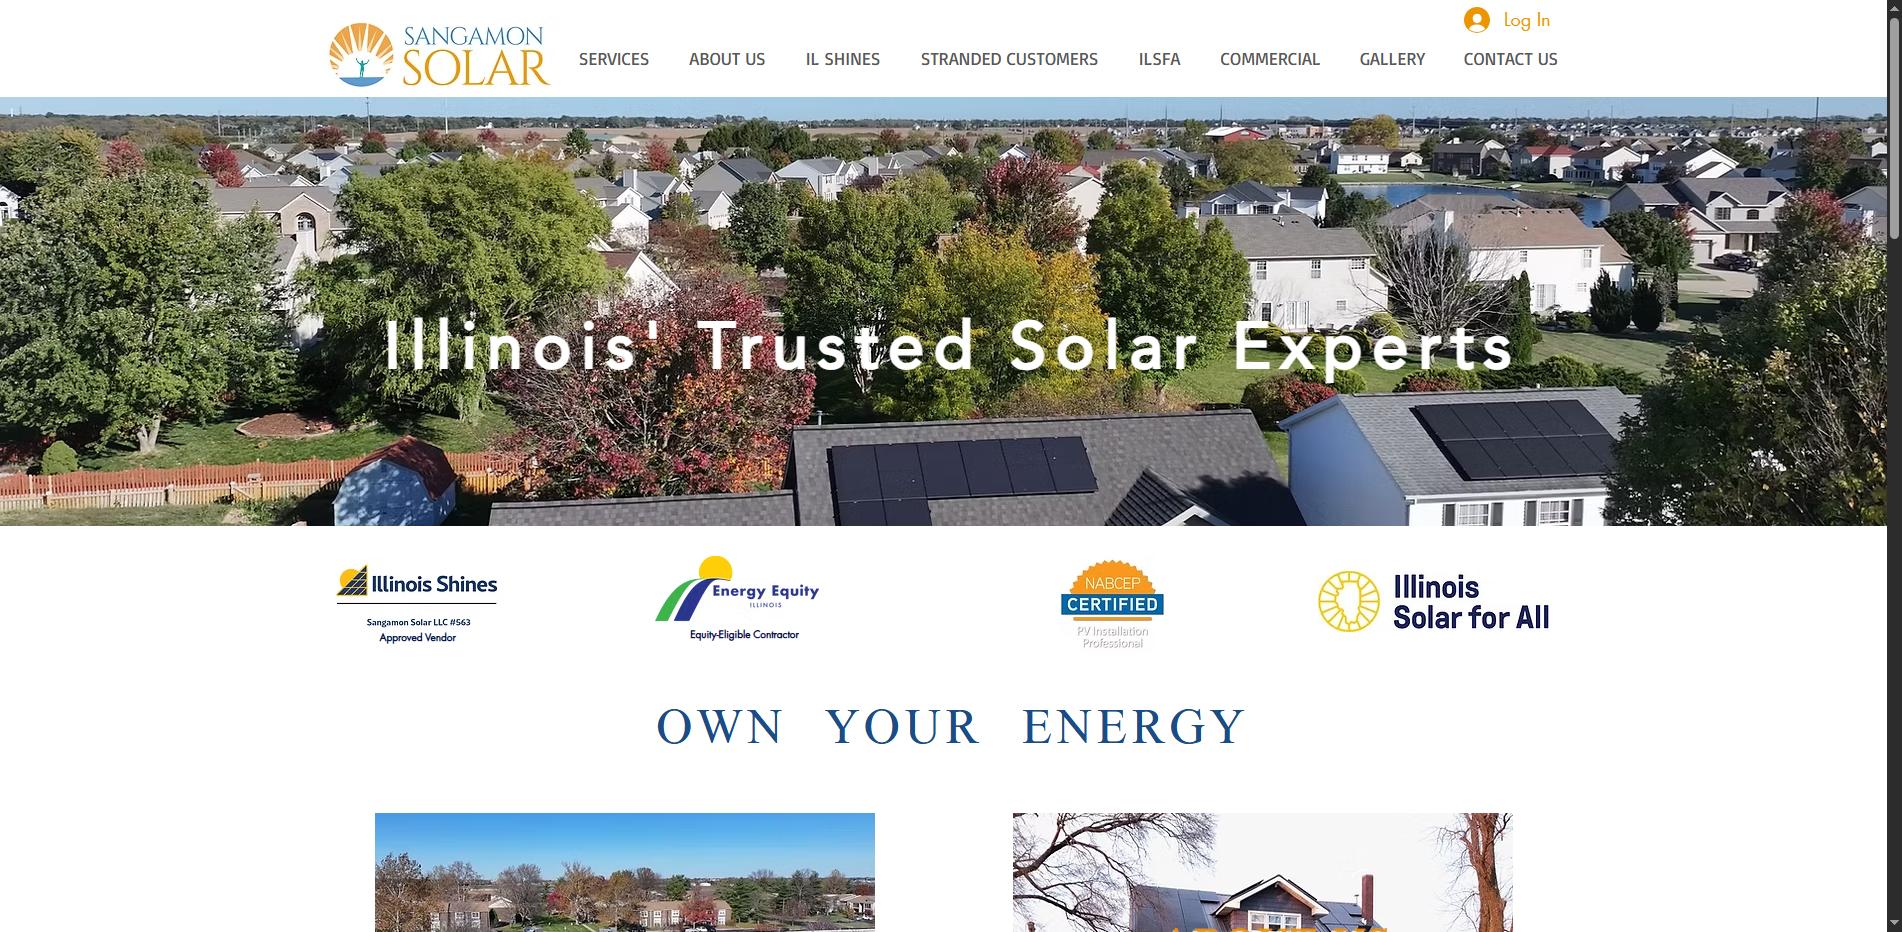 Log In
SANGAMON
SOLAR
SERVICES ABOUT US IL SHINES STRANDED CUSTOMERS ILSFA COMMERCIAL GALLERY CONTACT US
Illinois' Trusted Solar Experts
Illinois Shines
Sangamon Solar LLC #563
Approved Vendor
Energy Equity
ILLINOIS
Equity-Eligible Contractor
NABCEP
CERTIFIED
PV Installation
Professional
Illinois
Solar for All
OWN YOUR ENERGY